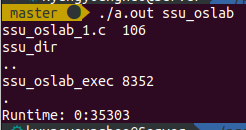 master ./a.out ssu_oslab
ssu_oslab_1.c 106
ssu_dir
..
ssu_oslab_exec 8352
.
Runtime: 0:35303